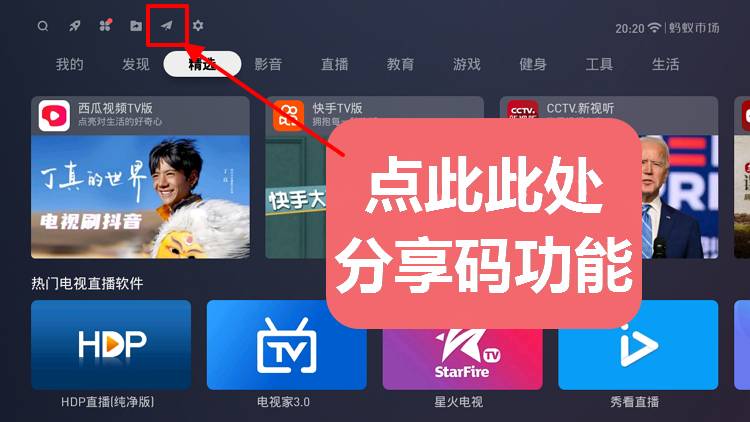 20:20 蚂蚁市场
我的 发现 精选 影音 直播 教育 游戏 健身 工具 生活
西瓜视频TV版
点亮对生活的好奇心
快手TV版
拥抱每一
CCTV.新视听
CCTV.
丁真的世界
丁真
电视刷抖音
快手大
点此此处
分享码功能
热门电视直播软件
HDP
TV
StarFire TV
HDP直播(纯净版)
电视家3.0
星火电视
秀看直播